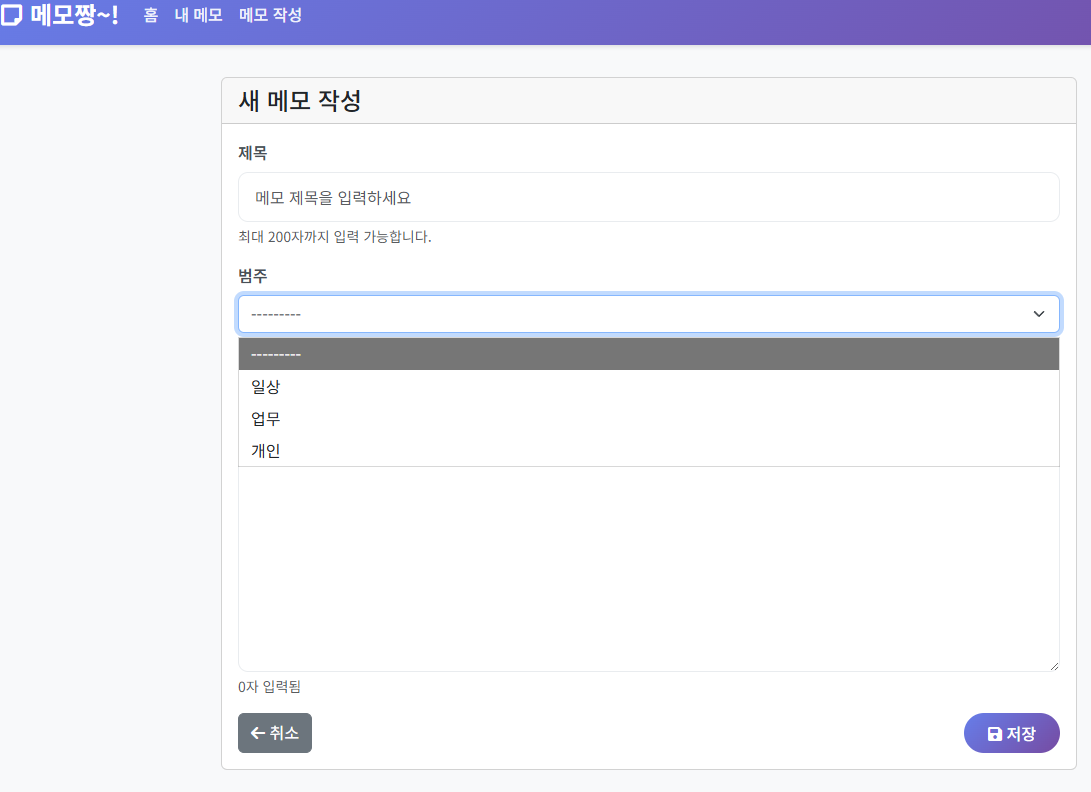 메모짱~! 홈 내 메모 메모 작성
새 메모 작성
제목
메모 제목을 입력하세요
최대 200자까지 입력 가능합니다.
범주
---------
---------
일상
업무
개인
0자 입력됨
취소 저장